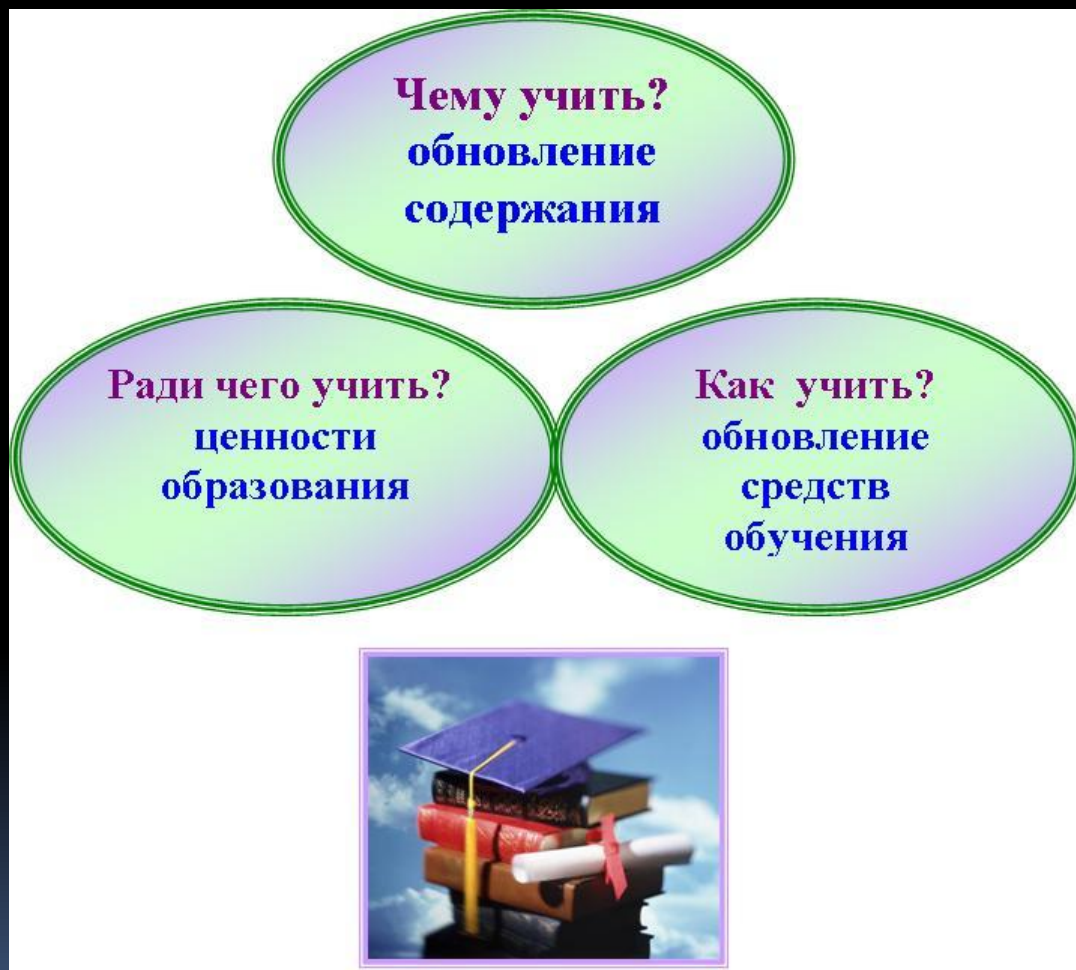 Чему учить?
обновление
содержания
Ради чего учить?
ценности
образования
Как учить?
обновление
средств
обучения